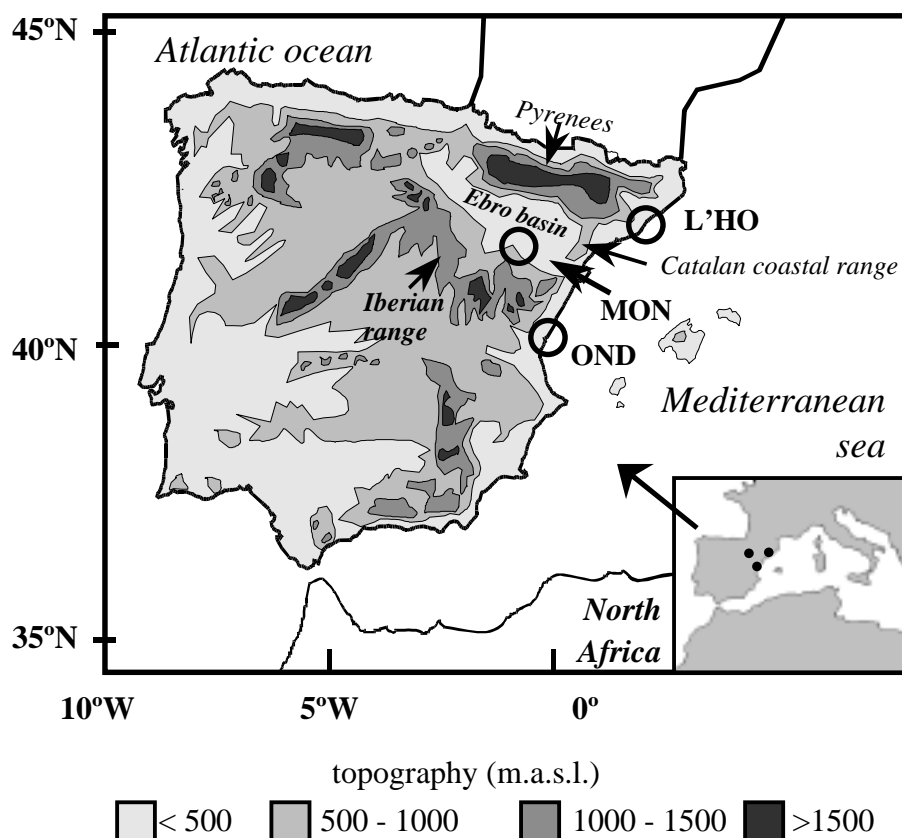 45ºN
Atlantic ocean
Pyrenees
Ebro basin
L'HO
Catalan coastal range
Iberian
range
MON
40ºN
OND
Mediterranean
sea
North
Africa
35ºN
10ºW
5ºW
0º
topography (m.a.s.l.)
< 500
500 - 1000
1000 - 1500
>1500